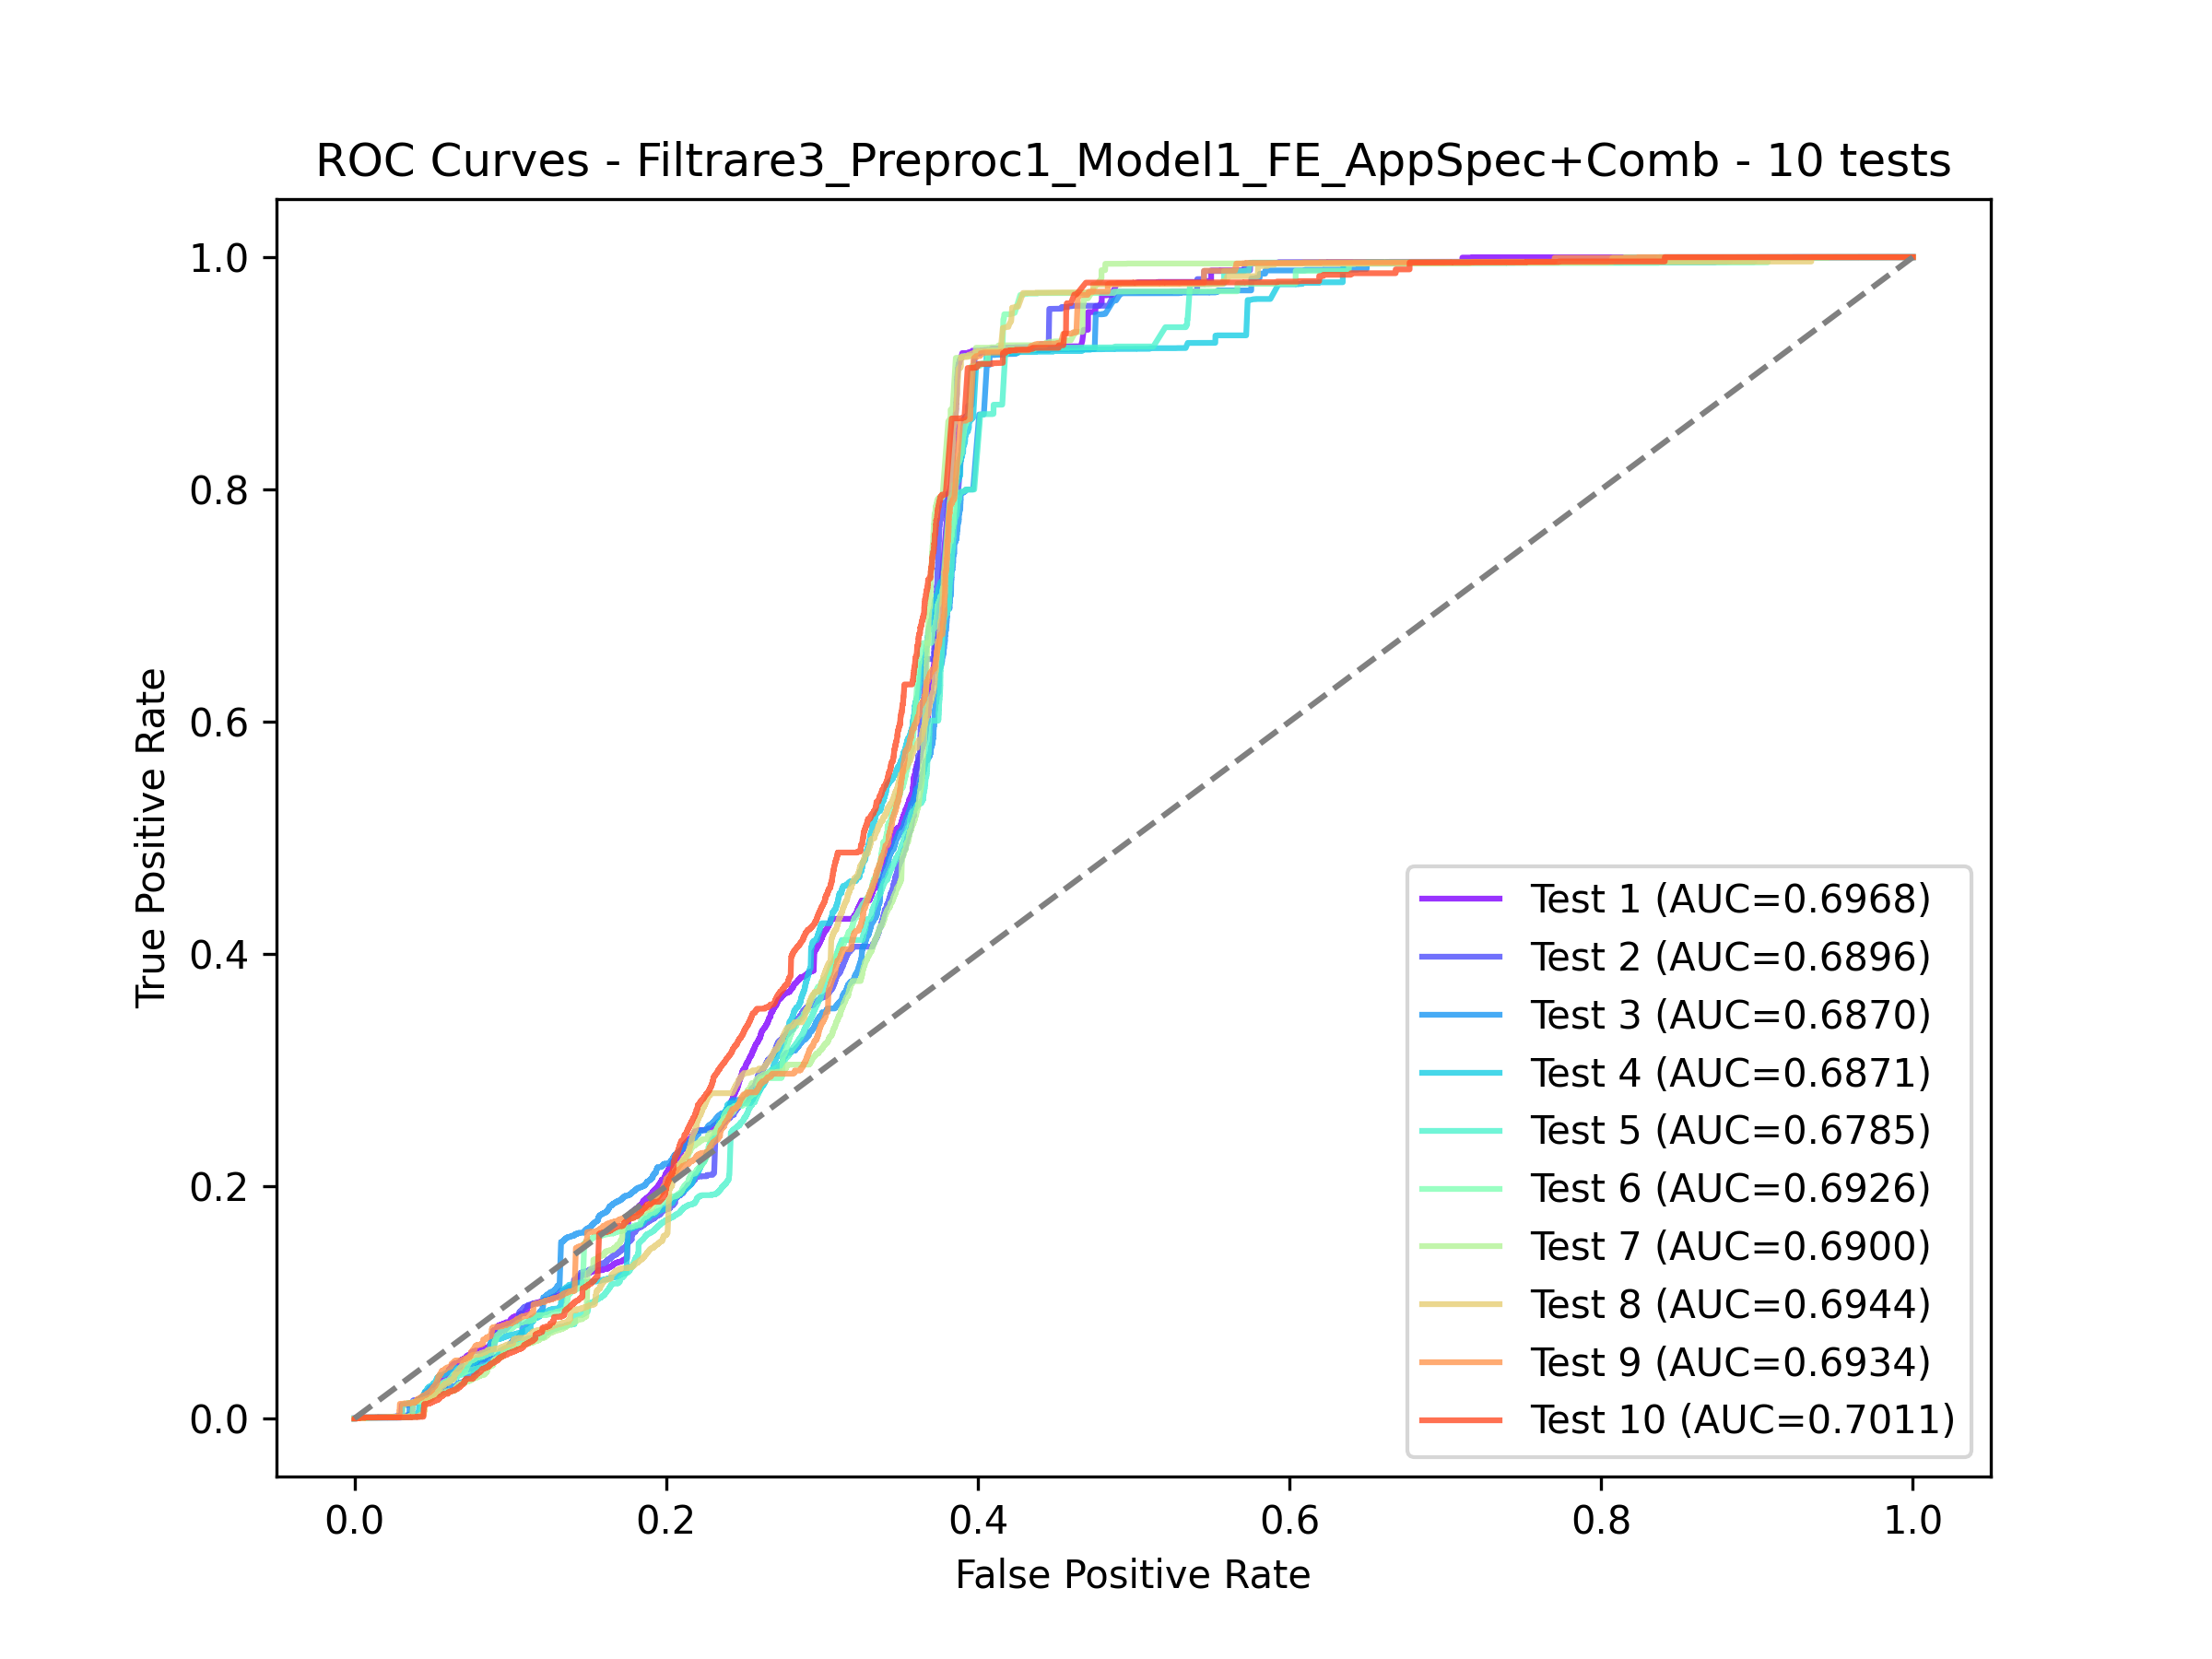 ROC Curves - Filtrare3_Preproc1_Model1_FE_AppSpec+Comb - 10 tests
True Positive Rate
1.0
0.8
0.6
0.4
0.2
0.0
Test 1 (AUC=0.6968)
Test 2 (AUC=0.6896)
Test 3 (AUC=0.6870)
Test 4 (AUC=0.6871)
Test 5 (AUC=0.6785)
Test 6 (AUC=0.6926)
Test 7 (AUC=0.6900)
Test 8 (AUC=0.6944)
Test 9 (AUC=0.6934)
Test 10 (AUC=0.7011)
0.0 0.2 0.4 0.6 0.8 1.0
False Positive Rate